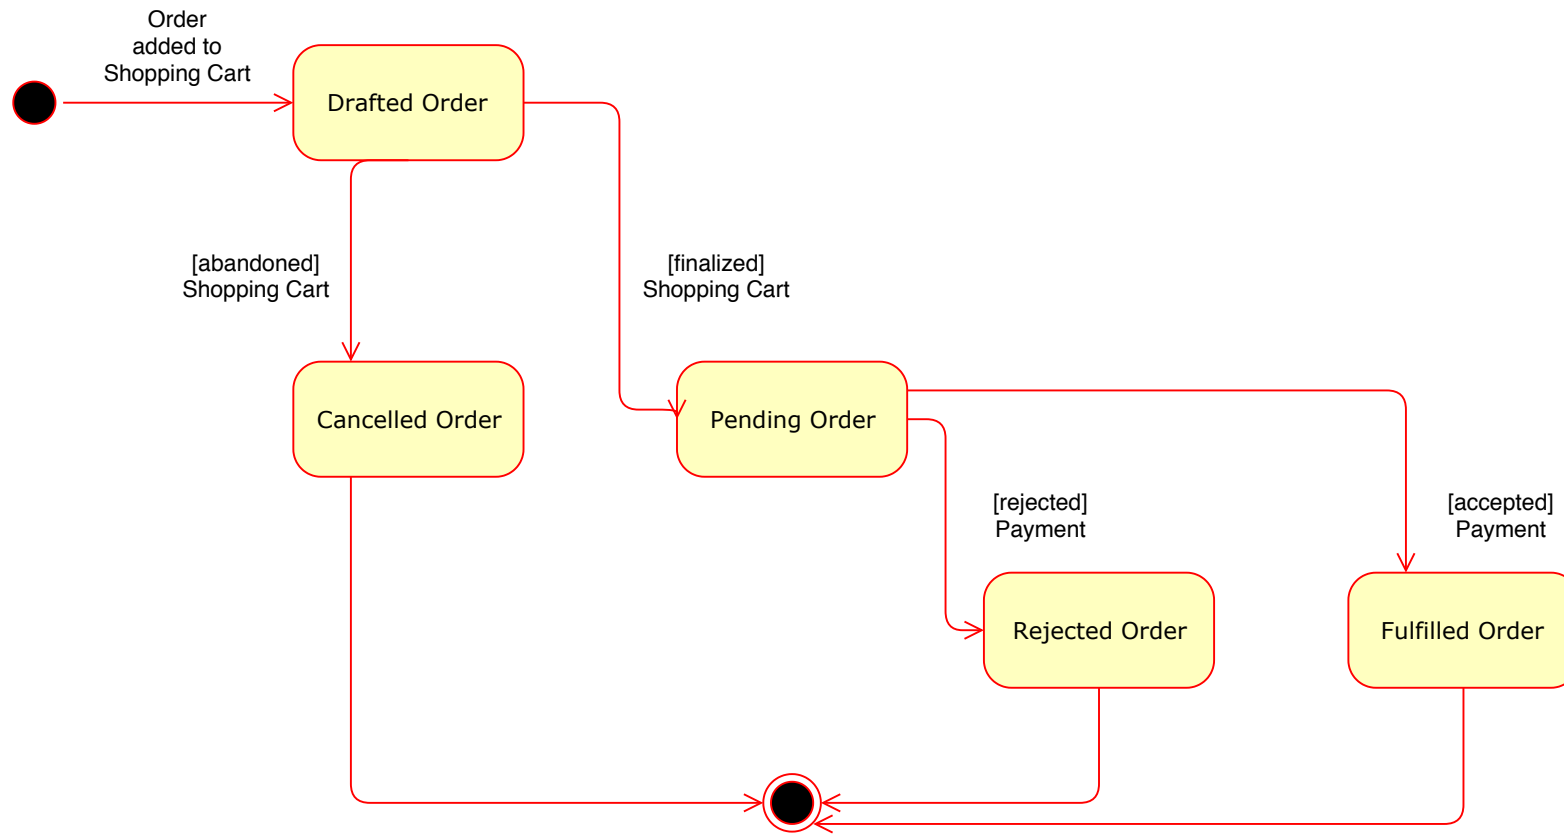 Order
added to
Shopping Cart
Drafted Order
[abandoned]
Shopping Cart
[finalized]
Shopping Cart
Cancelled Order
Pending Order
[rejected]
Payment
[accepted]
Payment
Rejected Order
Fulfilled Order